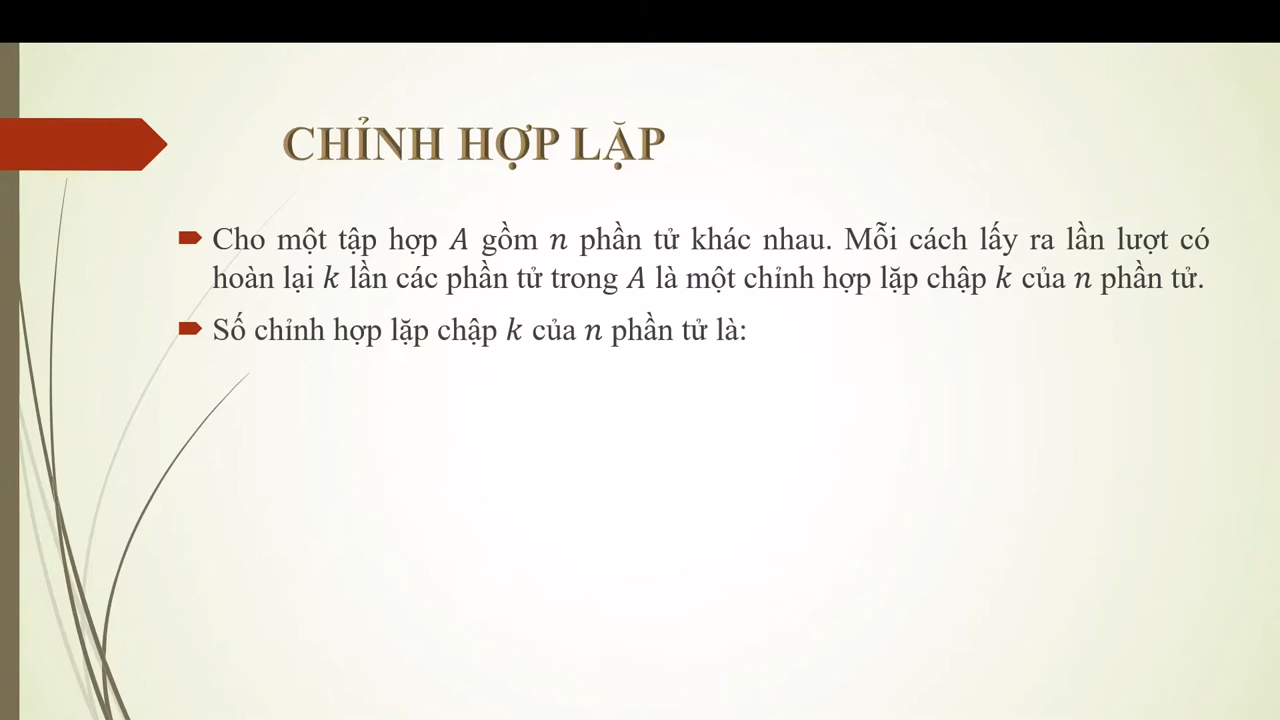 CHỈNH HỢP LẶP
Cho một tập hợp A gồm n phần tử khác nhau. Mỗi cách lấy ra lần lượt có
hoàn lại k lần các phần tử trong A là một chỉnh hợp lặp chập k của n phần tử.
Số chỉnh hợp lặp chập k của n phần tử là: